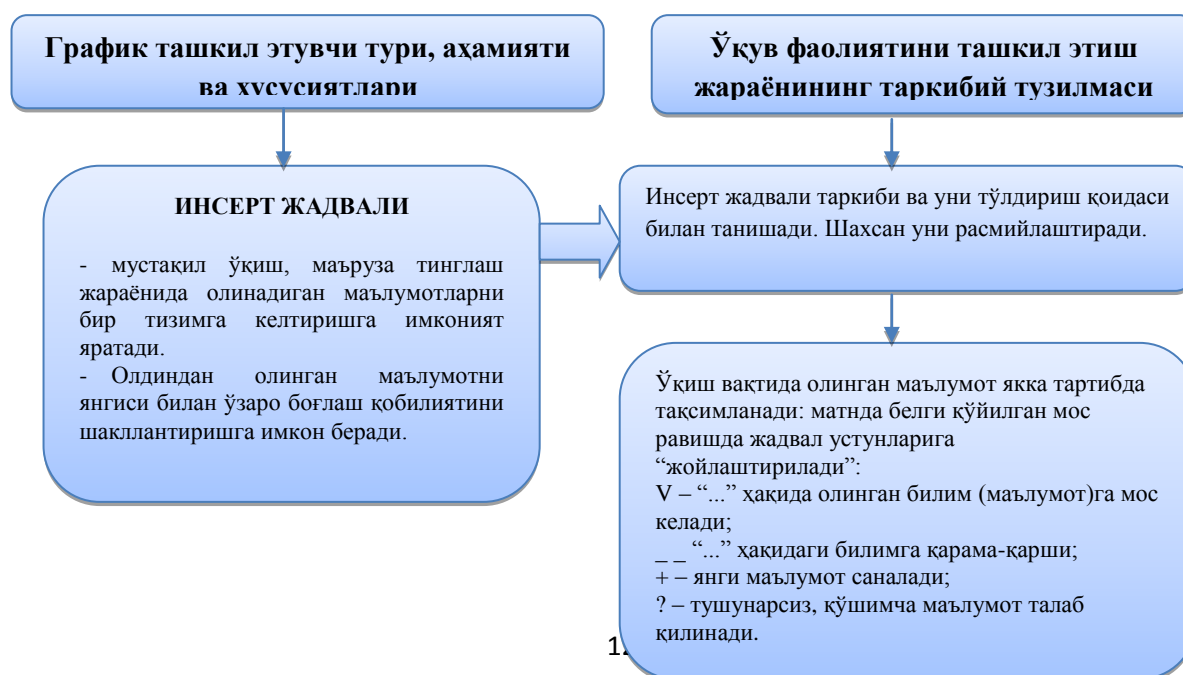 График ташкил этувчи тури, аҳамияти
ва хусусиятлари
Ўқув фаолиятини ташкил этиш
жараёнининг таркибий тузилмаси
ИНСЕРТ ЖАДВАЛИ
- мустақил ўқиш, маъруза тинглаш
жараёнида олинадиган маълумотларни
бир тизимга келтиришга имконият
яратади.
- Олдиндан олинган маълумотни
янгиси билан ўзаро боғлаш қобилиятини
шакллантиришга имкон беради.
Инсерт жадвали таркиби ва уни тўлдириш қоидаси
билан танишади. Шахсан уни расмийлаштиради.
Ўқиш вақтида олинган маълумот якка тартибда
тақсимланади: матнда белги қўйилган мос
равишда жадвал устунларига
“жойлаштирилади”:
V – “...” ҳақида олинган билим (маълумот)га мос
келади;
_ _ “...” ҳақидаги билимга қарама-қарши;
+ – янги маълумот саналади;
? – тушунарсиз, қўшимча маълумот талаб
қилинади.